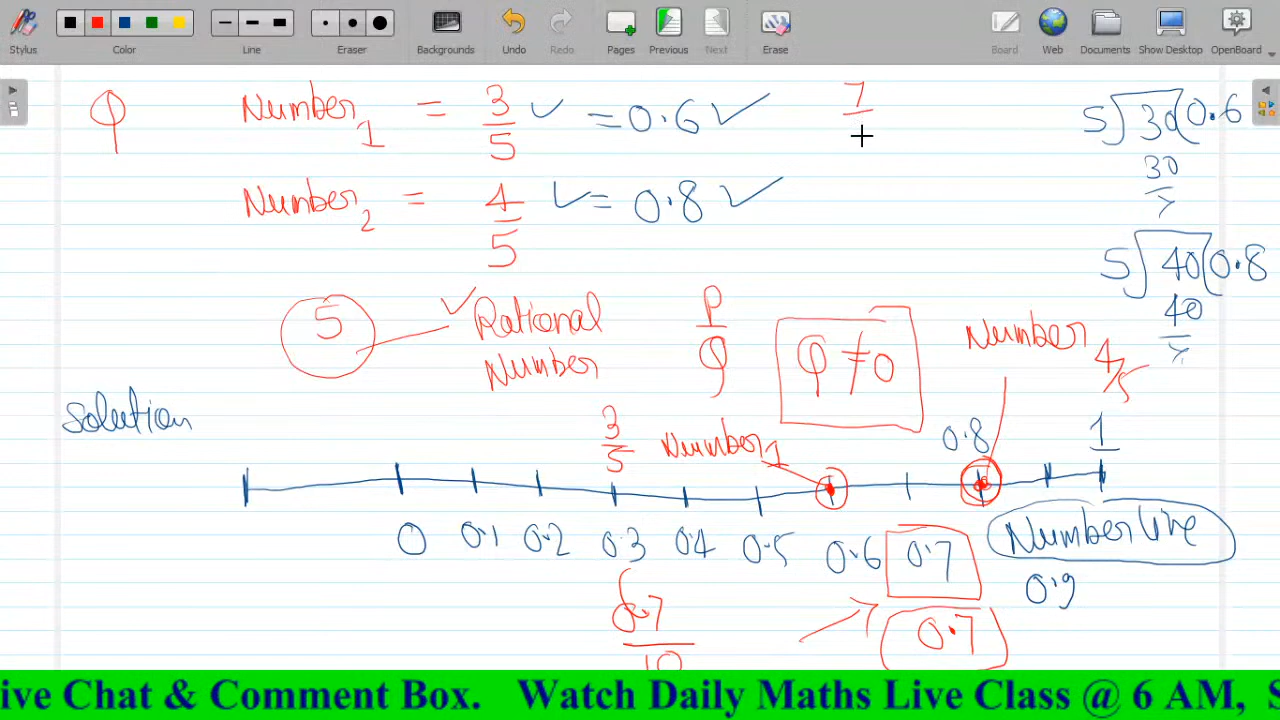 Stylus Color Line Eraser Backgrounds Undo Redo Pages Previous Next Erase Board Web Documents Show Desktop OpenBoard
Number1 = 3/5 ✓ = 0.6 ✓
7
5 30 0.6
30
Number2 = 4/5 ✓ = 0.8 ✓
5 40 0.8
40
5 ✓ Rational Number
P/Q
Q ≠ 0
Number 4/5
Solution
3/5 Number1
0.8
1
0 0.1 0.2 0.3 0.4 0.5 0.6 0.7
Number line
0.9
0.7
10
ive Chat & Comment Box. Watch Daily Maths Live Class @ 6 AM, S